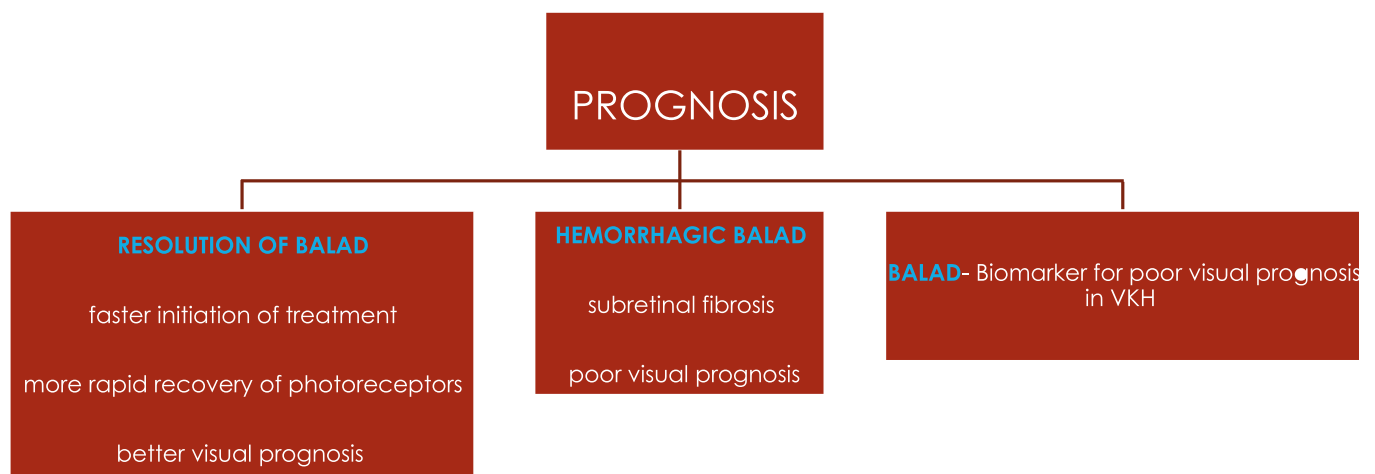 PROGNOSIS
RESOLUTION OF BALAD
faster initiation of treatment
more rapid recovery of photoreceptors
better visual prognosis
HEMORRHAGIC BALAD
subretinal fibrosis
poor visual prognosis
BALAD- Biomarker for poor visual prognosis
in VKH